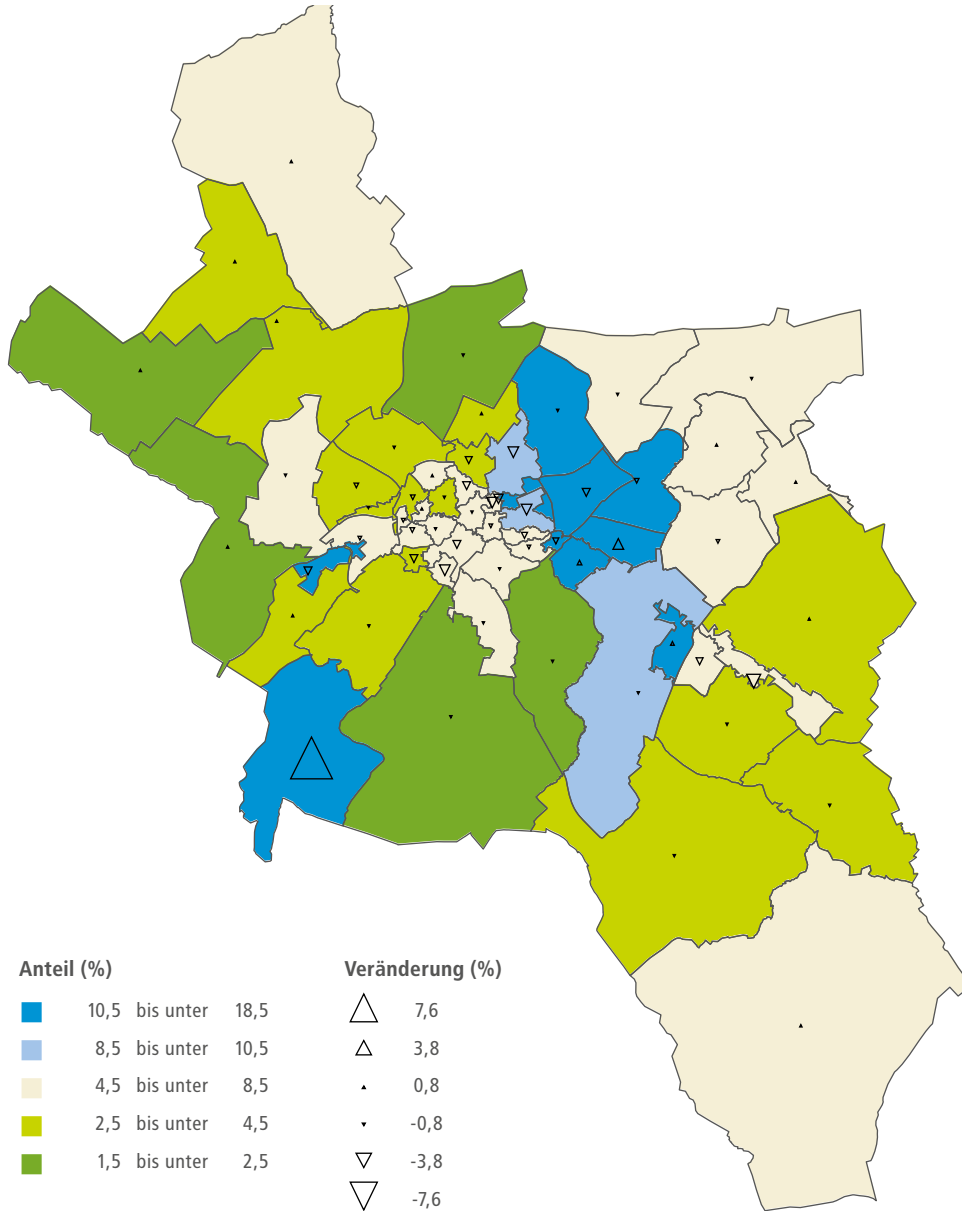 Anteil (%)
10,5 bis unter 18,5
8,5 bis unter 10,5
4,5 bis unter 8,5
2,5 bis unter 4,5
1,5 bis unter 2,5
Veränderung (%)
7,6
3,8
0,8
-0,8
-3,8
-7,6